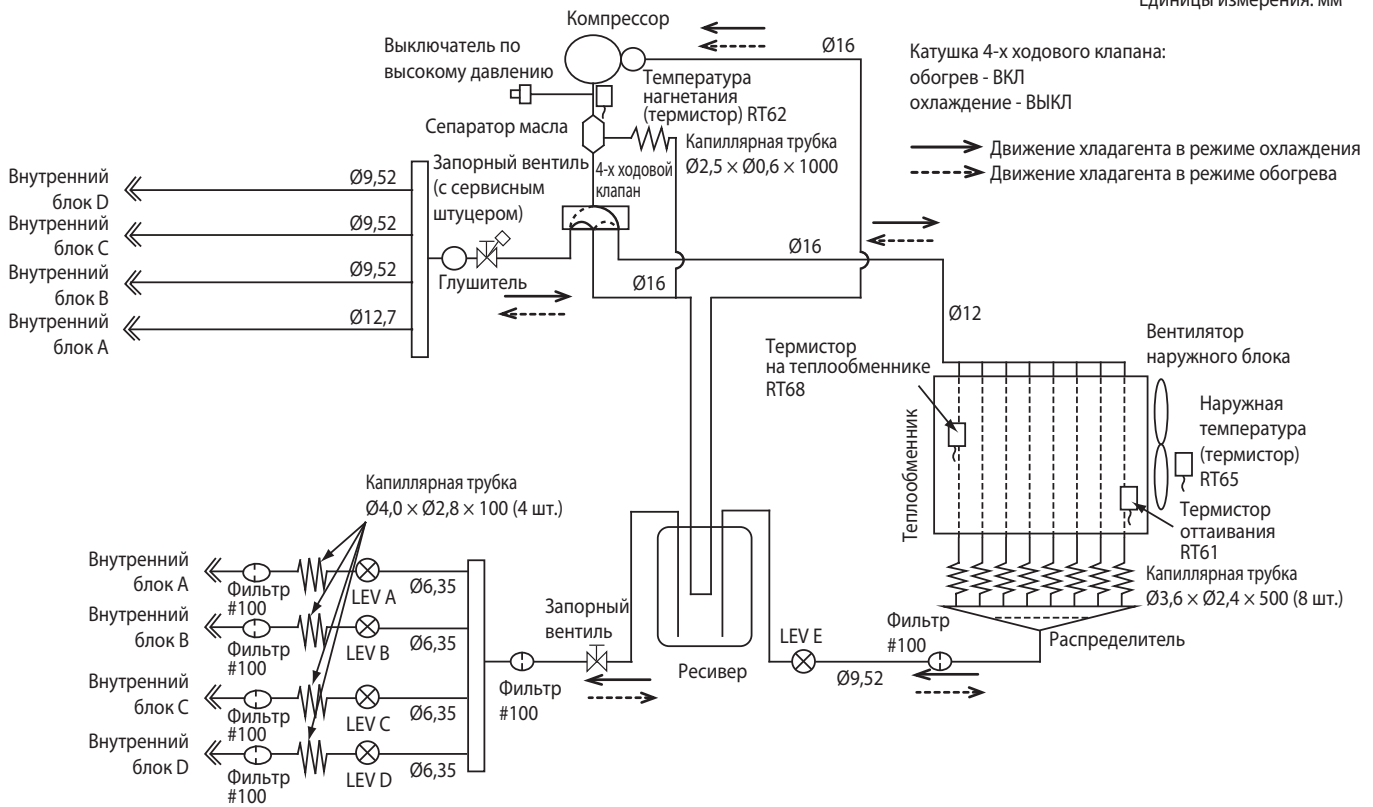 Единицы измерения: мм
Компрессор
Выключатель по
высокому давлению
Ø16
Катушка 4-х ходового клапана:
обогрев - ВКЛ
охлаждение - ВЫКЛ
Температура
нагнетания
(термистор) RT62
Сепаратор масла
Капиллярная трубка
Ø2,5 × Ø0,6 × 1000
Движение хладагента в режиме охлаждения
Движение хладагента в режиме обогрева
Запорный вентиль
(с сервисным
штуцером)
4-х ходовой
клапан
Внутренний
блок D
Ø9,52
Внутренний
блок C
Ø9,52
Внутренний
блок B
Ø9,52
Внутренний
блок A
Ø12,7
Глушитель
Ø16
Ø16
Ø12
Термистор
на теплообменнике
RT68
Вентилятор
наружного блока
Теплообменник
Наружная
температура
(термистор)
RT65
Термистор
оттаивания
RT61
Капиллярная трубка
Ø3,6 × Ø2,4 × 500 (8 шт.)
Распределитель
Капиллярная трубка
Ø4,0 × Ø2,8 × 100 (4 шт.)
Внутренний
блок A
Фильтр
#100
LEV A
Ø6,35
Внутренний
блок B
Фильтр
#100
LEV B
Ø6,35
Внутренний
блок C
Фильтр
#100
LEV C
Ø6,35
Внутренний
блок D
Фильтр
#100
LEV D
Ø6,35
Фильтр
#100
Запорный
вентиль
Ресивер
LEV E
Ø9,52
Фильтр
#100